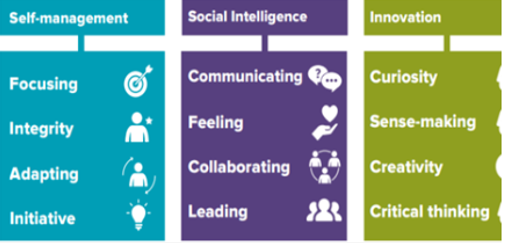 Self-management
Focusing
Integrity
Adapting
Initiative
Social Intelligence
Communicating
Feeling
Collaborating
Leading
Innovation
Curiosity
Sense-making
Creativity
Critical thinking